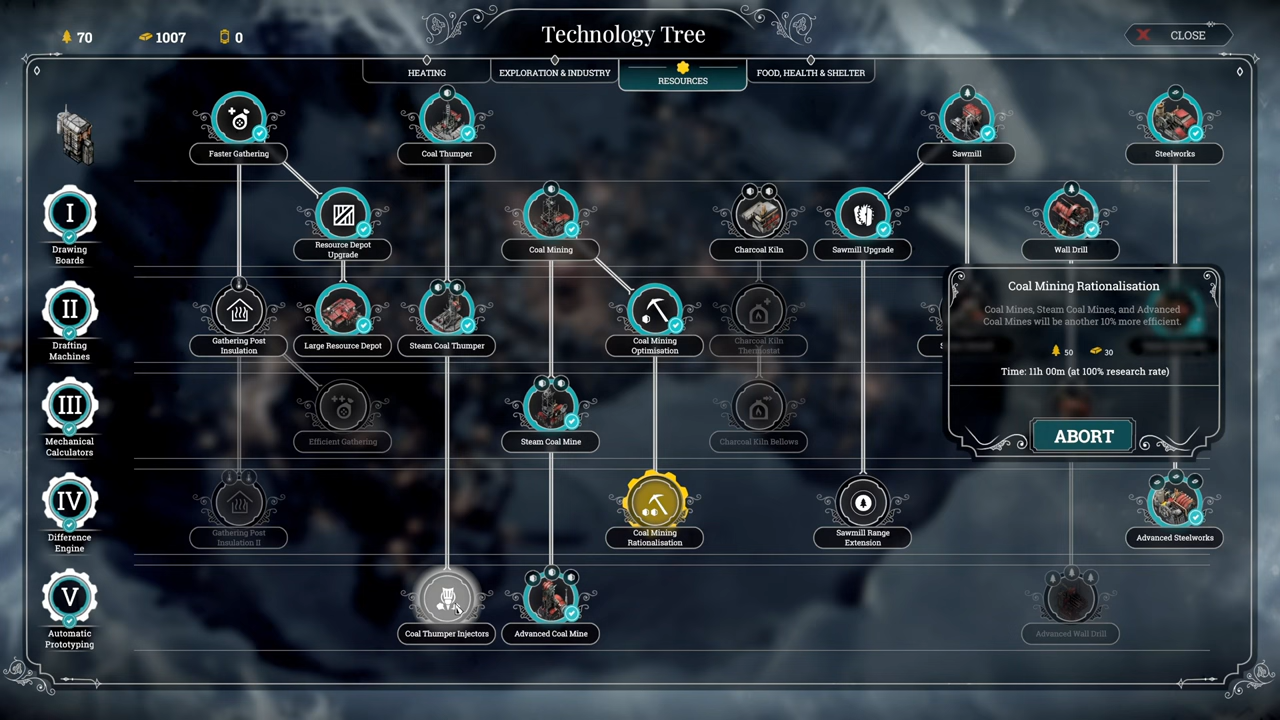 70
1007
0
Technology Tree
CLOSE
HEATING
EXPLORATION & INDUSTRY
RESOURCES
FOOD, HEALTH & SHELTER
Faster Gathering
Coal Thumper
Sawmill
Steelworks
I
Drawing
Boards
Resource Depot
Upgrade
Coal Mining
Charcoal Kiln
Sawmill Upgrade
Wall Drill
II
Drafting
Machines
Gathering Post
Insulation
Large Resource Depot
Steam Coal Thumper
Coal Mining
Optimisation
Charcoal Kiln
Thermostat
S
Coal Mining Rationalisation
Coal Mines, Steam Coal Mines, and Advanced
Coal Mines will be another 10% more efficient.
50
30
Time: 11h 00m (at 100% research rate)
ABORT
III
Mechanical
Calculators
Efficient Gathering
Steam Coal Mine
Charcoal Kiln Bellows
IV
Difference
Engine
Gathering Post
Insulation II
Coal Mining
Rationalisation
Sawmill Range
Extension
Advanced Steelworks
V
Automatic
Prototyping
Coal Thumper Injectors
Advanced Coal Mine
Advanced Wall Drill